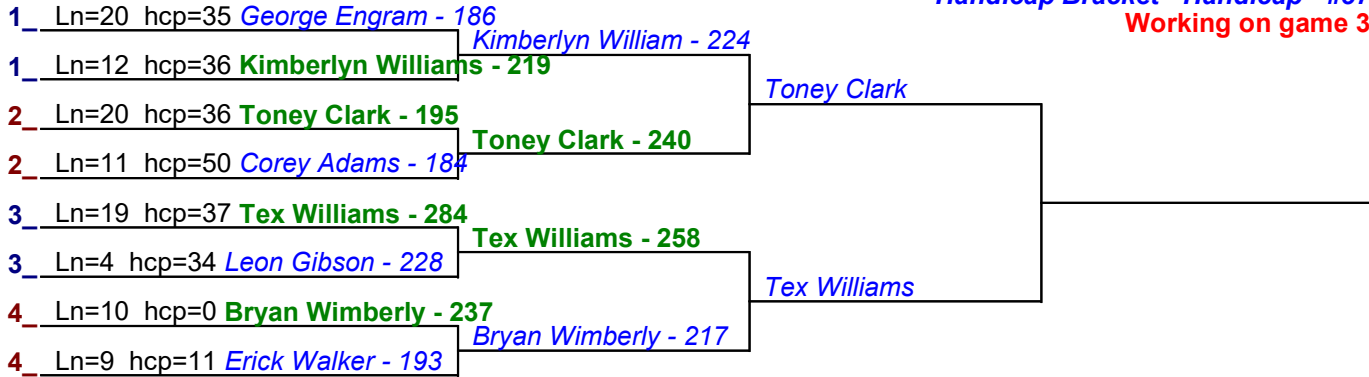 Handicap Bracket - Handicap - #37
Working on game 3
1_ Ln=20 hcp=35 George Engram - 186
Kimberlyn William - 224
1_ Ln=12 hcp=36 Kimberlyn Williams - 219
Toney Clark
2_ Ln=20 hcp=36 Toney Clark - 195
Toney Clark - 240
2_ Ln=11 hcp=50 Corey Adams - 184
3_ Ln=19 hcp=37 Tex Williams - 284
Tex Williams - 258
3_ Ln=4 hcp=34 Leon Gibson - 228
Tex Williams
4_ Ln=10 hcp=0 Bryan Wimberly - 237
Bryan Wimberly - 217
4_ Ln=9 hcp=11 Erick Walker - 193